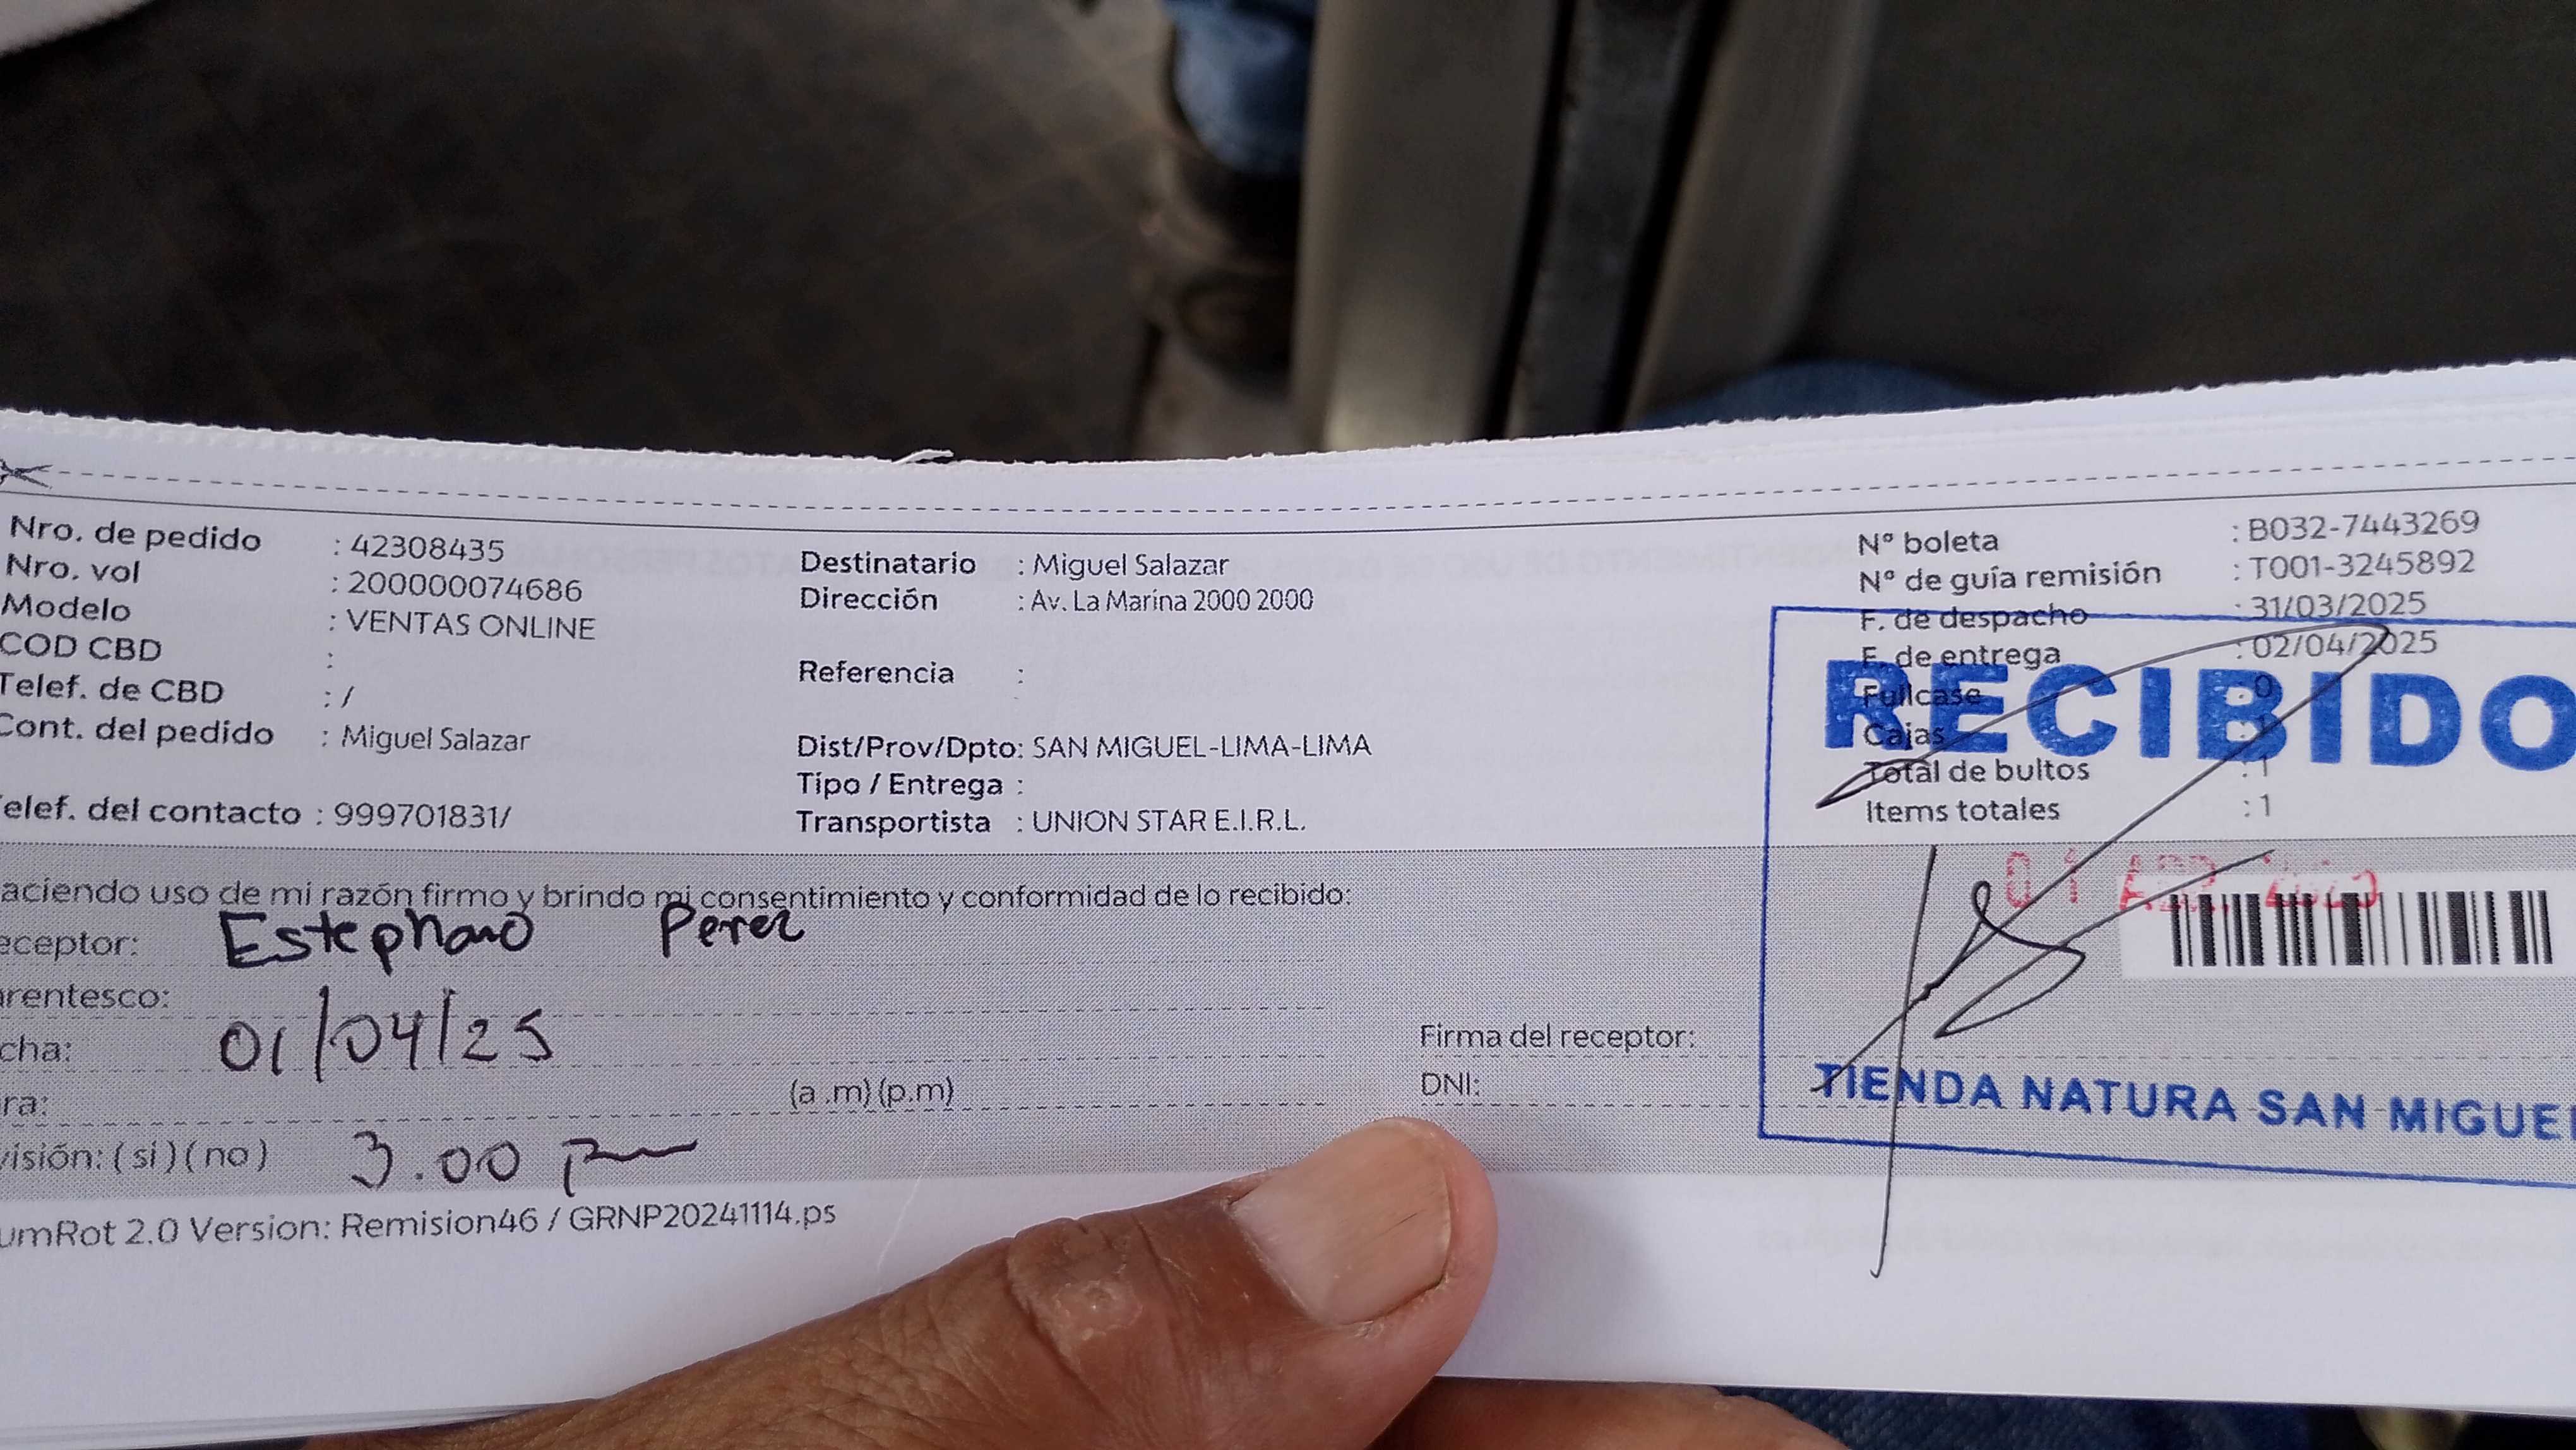 Nro. de pedido : 42308435
Nro. vol : 200000074686
Modelo : VENTAS ONLINE
COD CBD :
Telef. de CBD : /
Cont. del pedido : Miguel Salazar
elef. del contacto : 999701831/
Destinatario : Miguel Salazar
Dirección : Av. La Marina 2000 2000
Referencia :
Dist/Prov/Dpto: SAN MIGUEL-LIMA-LIMA
Tipo / Entrega :
Transportista : UNION STAR E.I.R.L.
N° boleta : B032-7443269
N° de guía remisión : T001-3245892
F. de despacho : 31/03/2025
F. de entrega : 02/04/2025
Fullcase : 0
Cajas
Total de bultos : 1
Items totales : 1
RECIBIDO
aciendo uso de mi razón firmo y brindo mi consentimiento y conformidad de lo recibido:
eceptor: Estephano Perez
arentesco:
cha: 01/04/25
ra: (a .m) (p.m)
visión: ( si ) ( no ) 3.00 pm
Firma del receptor:
DNI:
01 ABR. 2025
TIENDA NATURA SAN MIGUEL
umRot 2.0 Version: Remision46 / GRNP20241114.ps